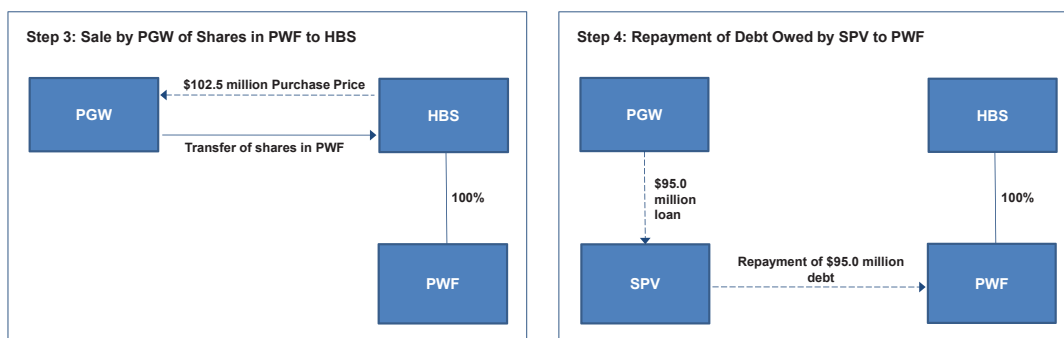 Step 3: Sale by PGW of Shares in PWF to HBS
$102.5 million Purchase Price
PGW
HBS
Transfer of shares in PWF
100%
PWF
Step 4: Repayment of Debt Owed by SPV to PWF
PGW
HBS
$95.0
million
loan
100%
Repayment of $95.0 million
debt
SPV
PWF